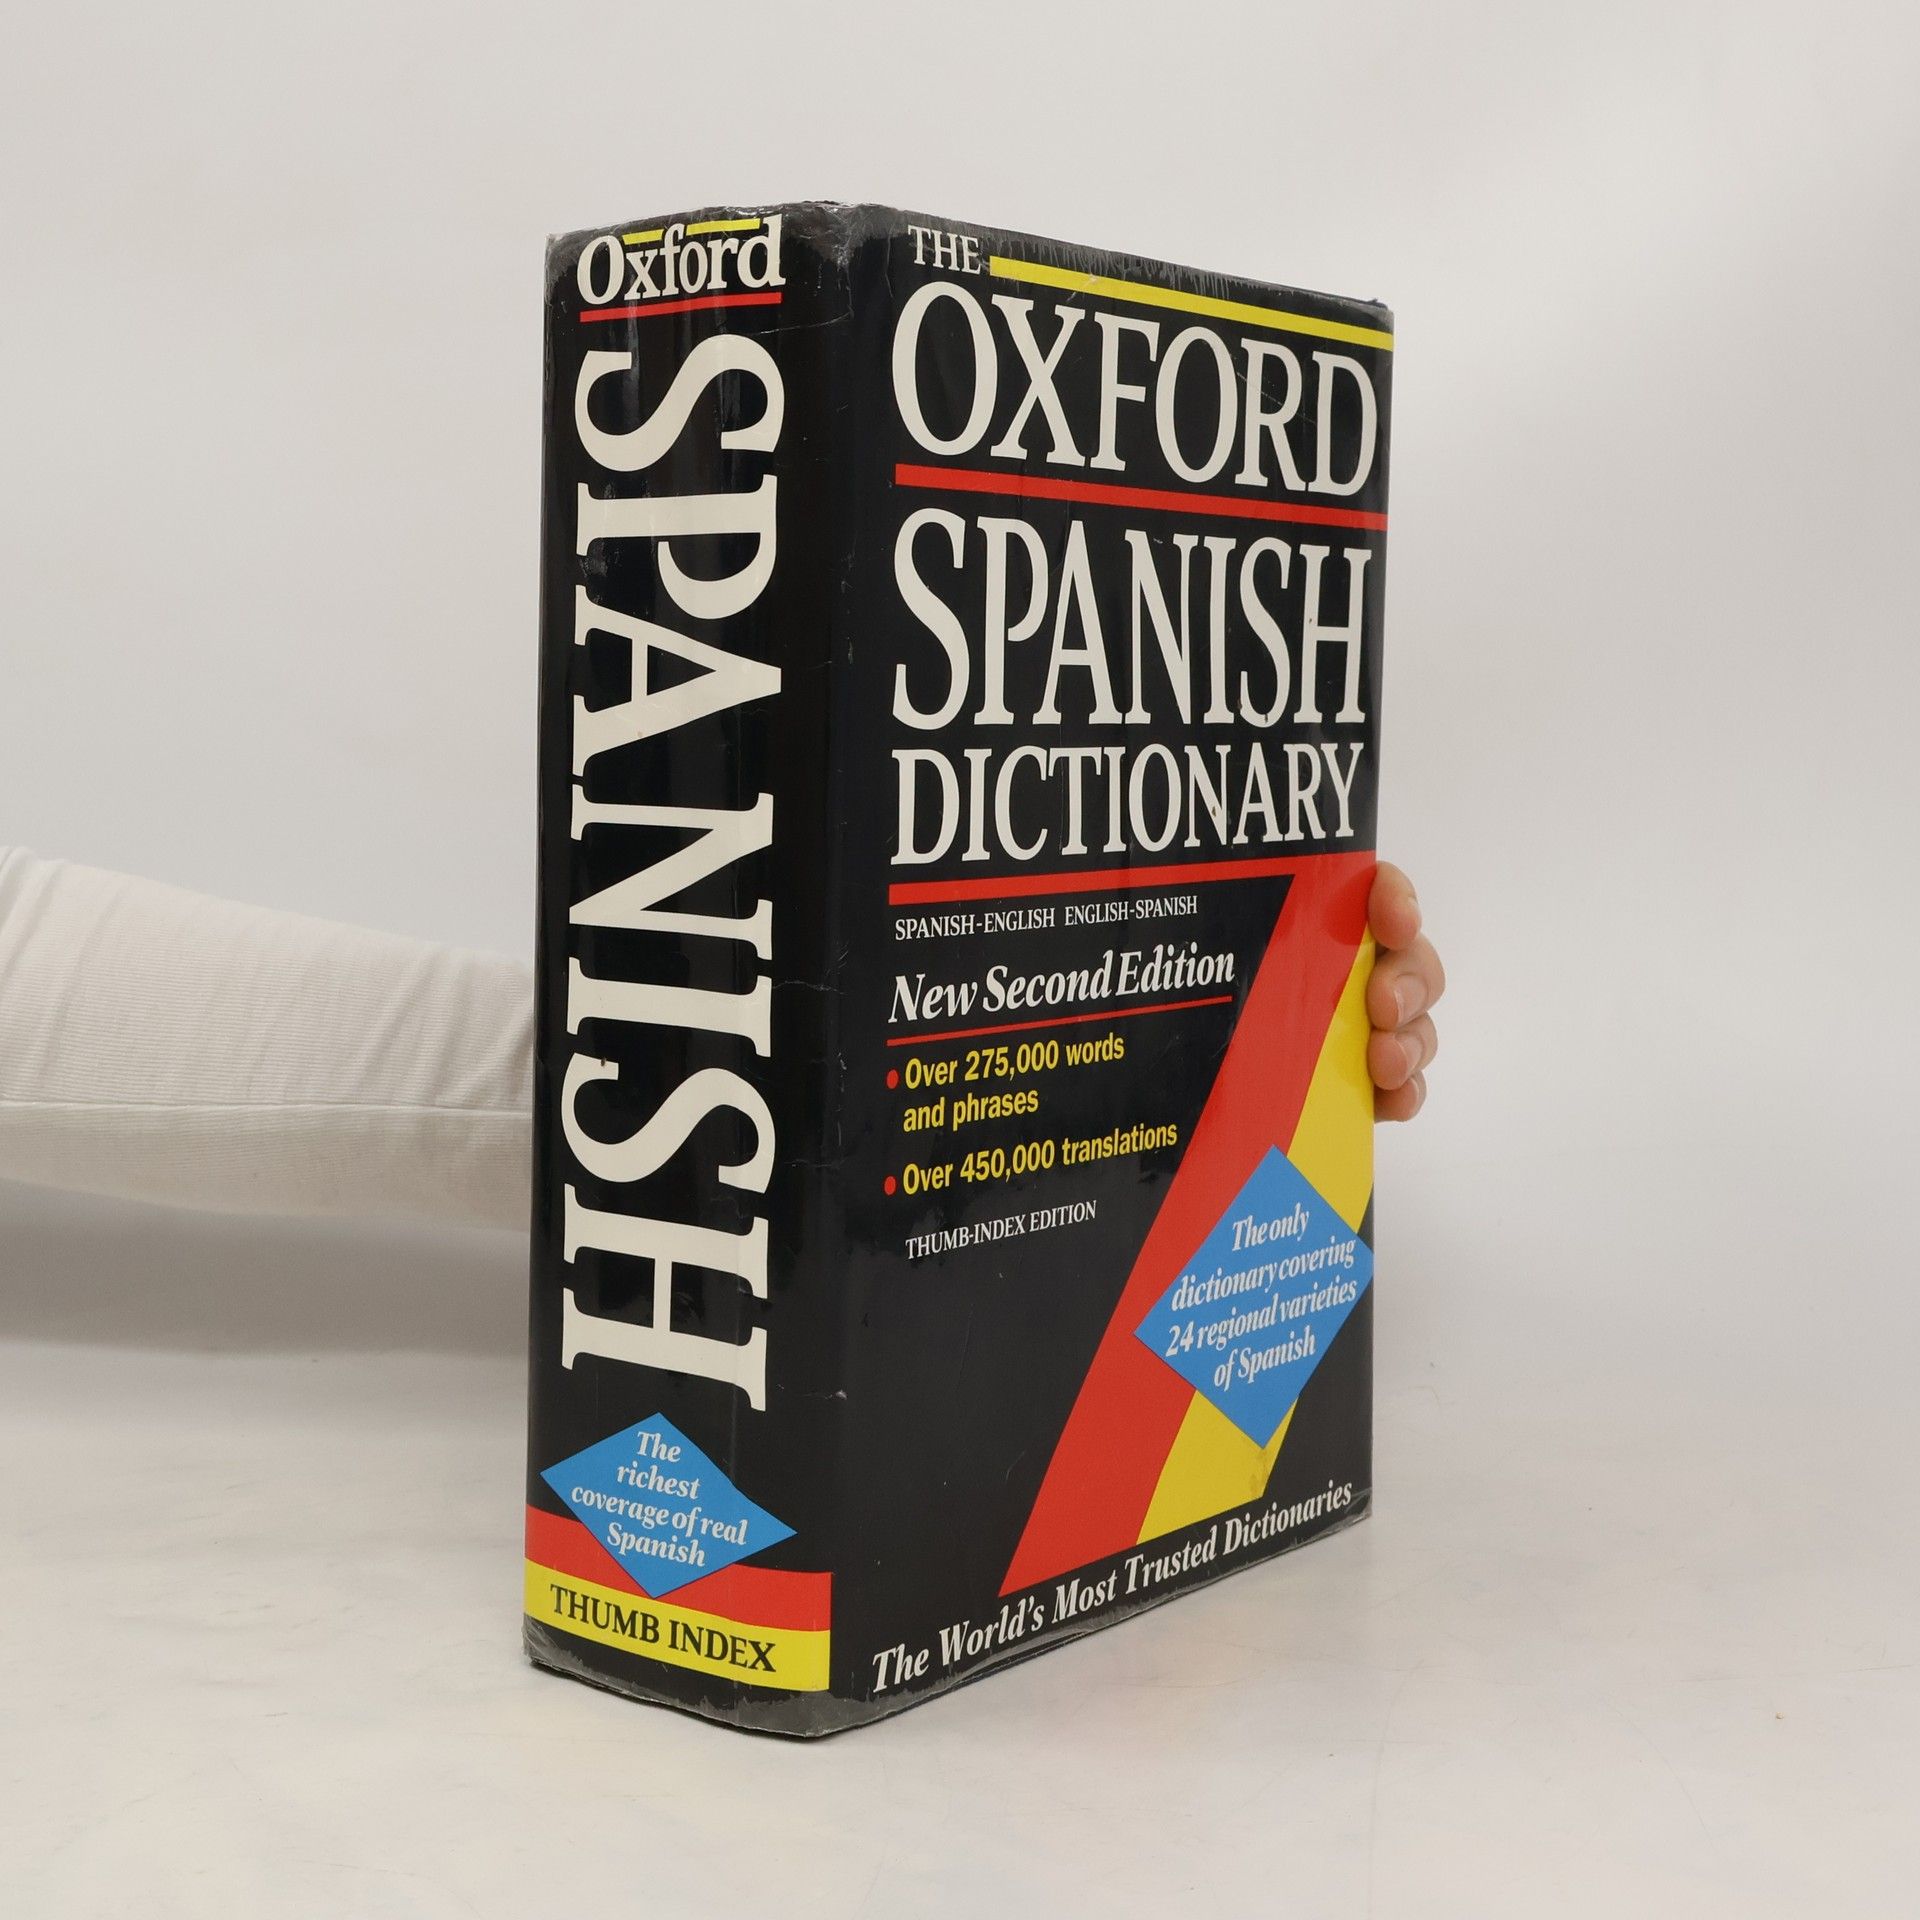 Oxford
SPANISH
The
richest
coverage of real
Spanish
THUMB INDEX
THE
OXFORD
SPANISH
DICTIONARY
SPANISH-ENGLISH ENGLISH-SPANISH
New Second Edition
• Over 275,000 words
and phrases
• Over 450,000 translations
THUMB-INDEX EDITION
The only
dictionary covering
24 regional varieties
of Spanish
The World's Most Trusted Dictionaries